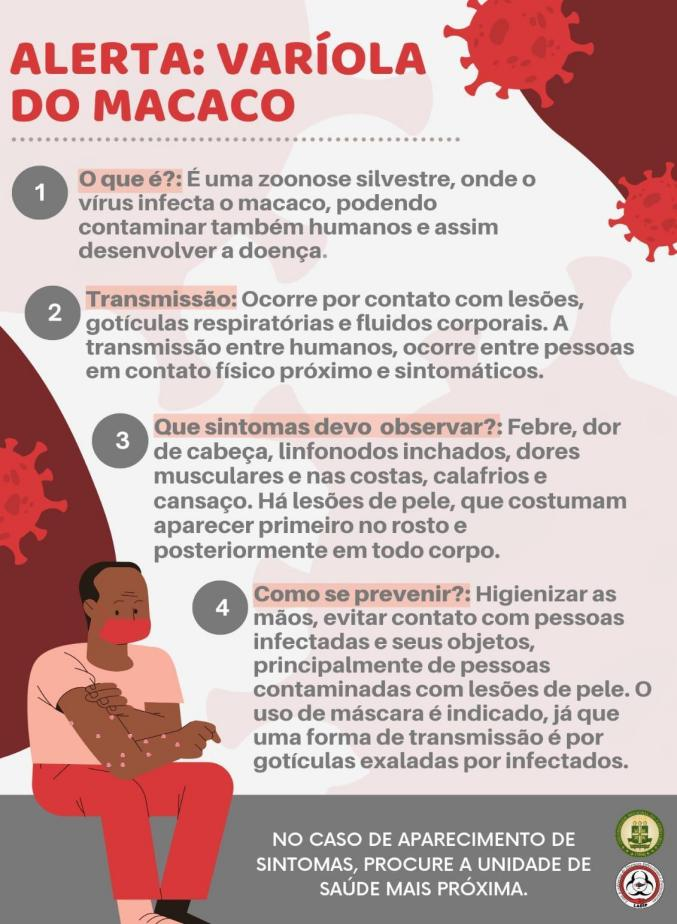 ALERTA: VARÍOLA
DO MACACO
1
O que é?: É uma zoonose silvestre, onde o
vírus infecta o macaco, podendo
contaminar também humanos e assim
desenvolver a doença.
2
Transmissão: Ocorre por contato com lesões,
gotículas respiratórias e fluidos corporais. A
transmissão entre humanos, ocorre entre pessoas
em contato físico próximo e sintomáticos.
3
Que sintomas devo observar?: Febre, dor
de cabeça, linfonodos inchados, dores
musculares e nas costas, calafrios e
cansaço. Há lesões de pele, que costumam
aparecer primeiro no rosto e
posteriormente em todo corpo.
4
Como se prevenir?: Higienizar as
mãos, evitar contato com pessoas
infectadas e seus objetos,
principalmente de pessoas
contaminadas com lesões de pele. O
uso de máscara é indicado, já que
uma forma de transmissão é por
gotículas exaladas por infectados.
NO CASO DE APARECIMENTO DE
SINTOMAS, PROCURE A UNIDADE DE
SAÚDE MAIS PRÓXIMA.